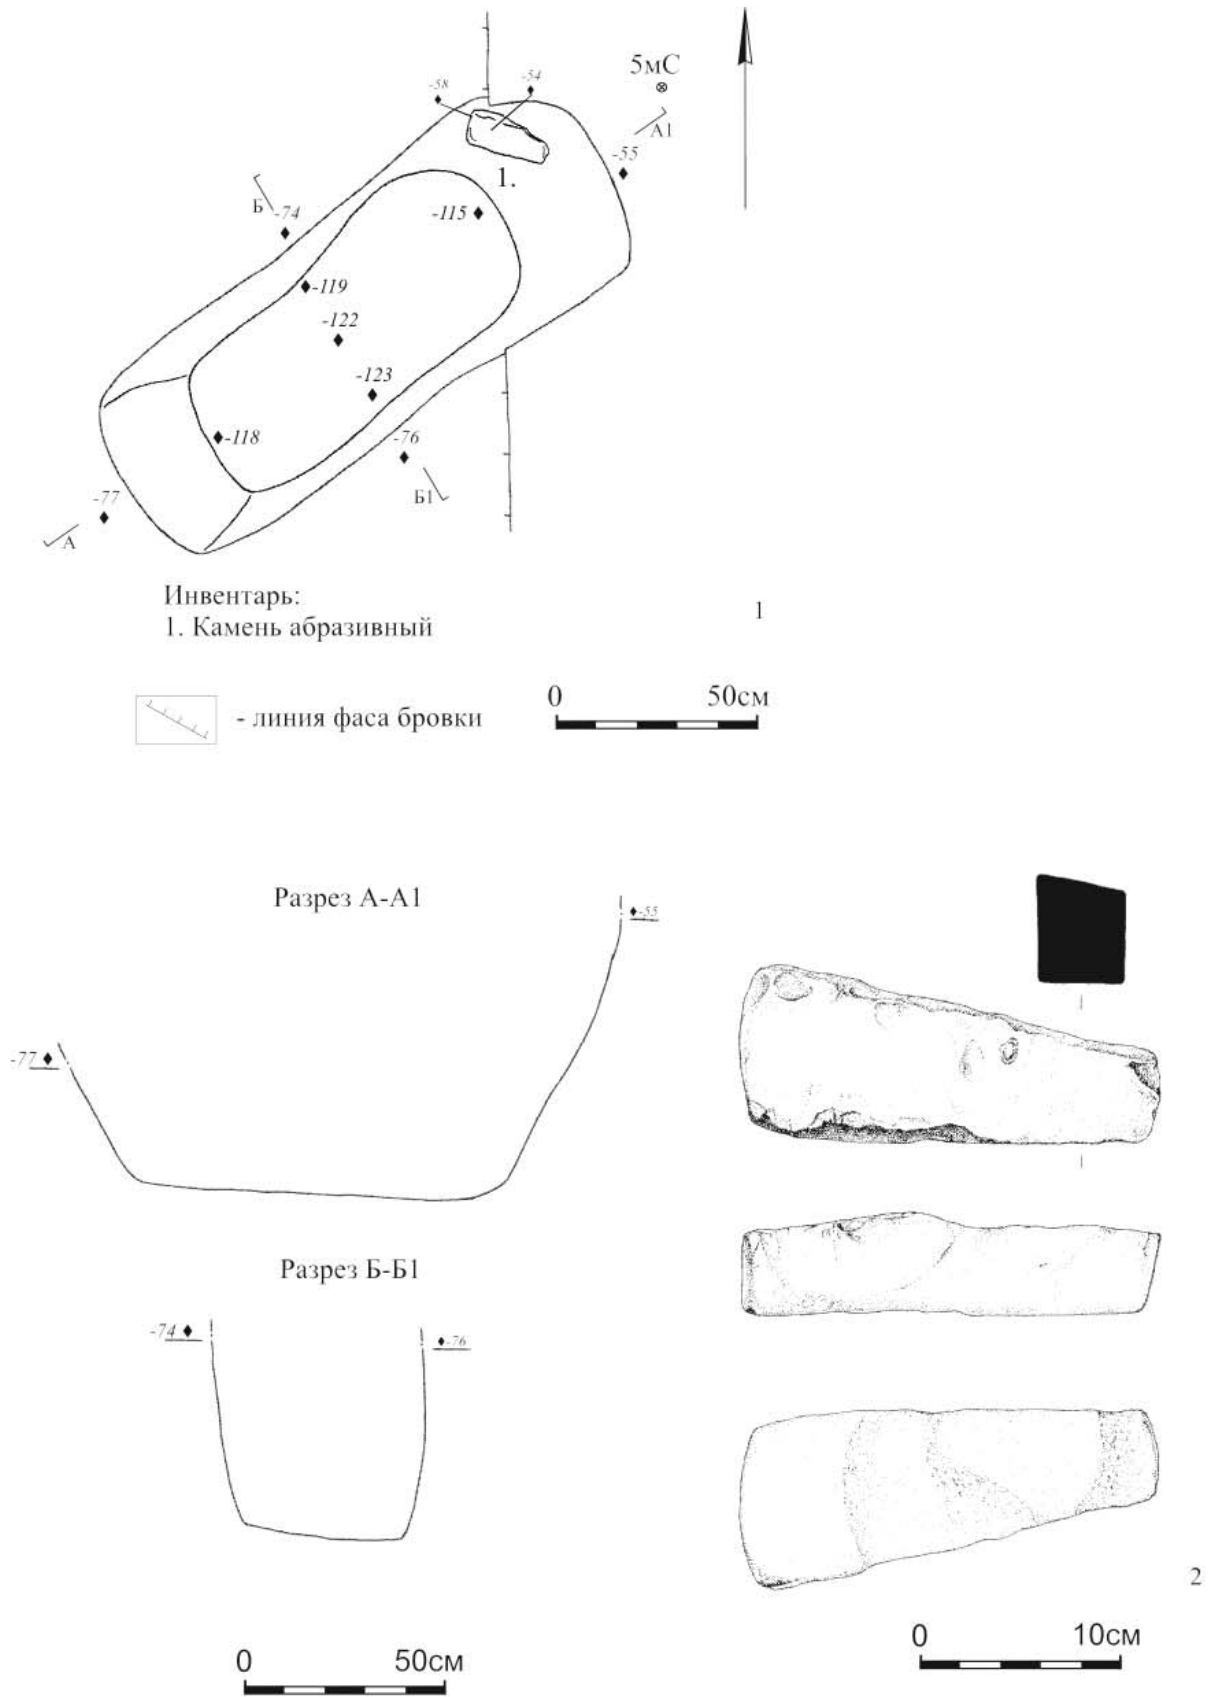 -58
-54
5мС
А1
-55
1.
Б
-74
-115
-119
-122
-123
-118
-76
Б1
-77
А
Инвентарь:
1. Камень абразивный
1
- линия фаса бровки
0 50см
Разрез А-А1
-55
-77
Разрез Б-Б1
-74
-76
2
0 50см
0 10см